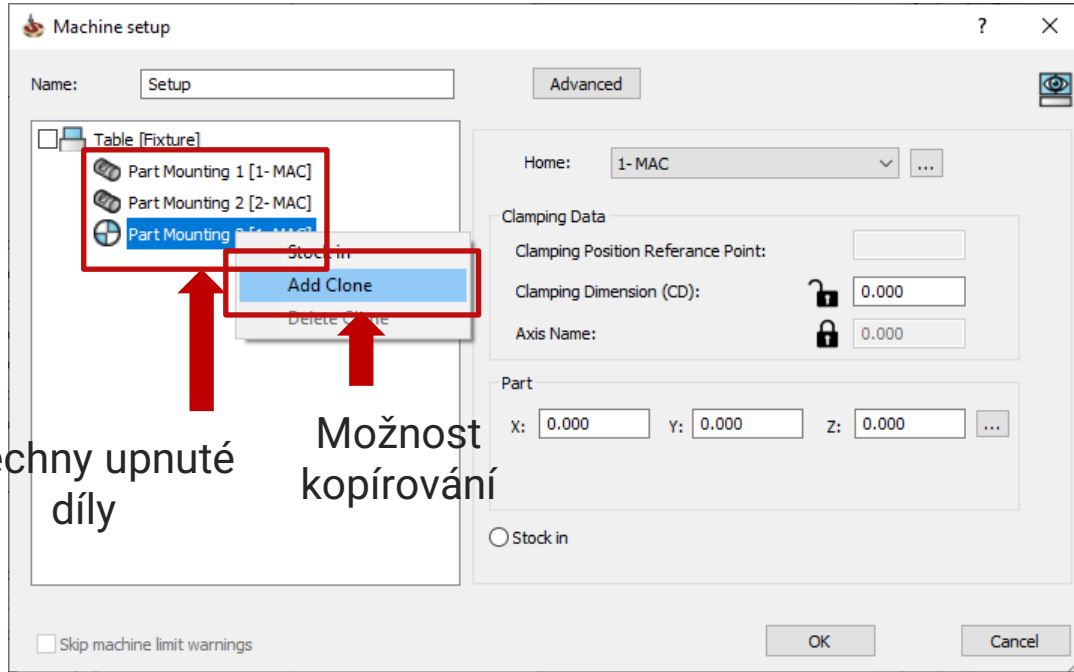 Machine setup ?
Name: Setup Advanced
Table [Fixture]
Part Mounting 1 [1- MAC]
Part Mounting 2 [2- MAC]
Part Mounting
Stock in
Add Clone
Delete Clone
Home: 1- MAC ...
Clamping Data
Clamping Position Referance Point:
Clamping Dimension (CD): 0.000
Axis Name: 0.000
Part
X: 0.000 Y: 0.000 Z: 0.000 ...
Stock in
echny upnuté
díly
Možnost
kopírování
Skip machine limit warnings OK Cancel